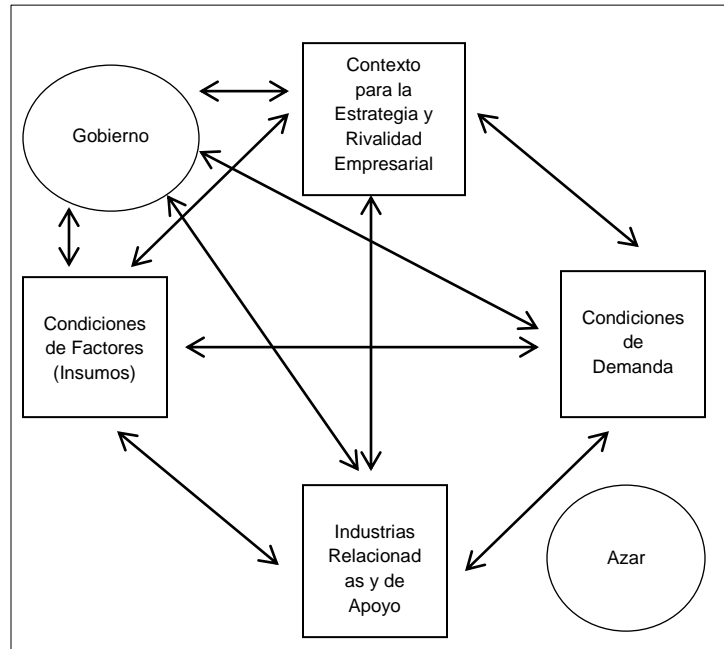 Contexto
para la
Estrategia y
Rivalidad
Empresarial
Gobierno
Condiciones
de Factores
(Insumos)
Condiciones
de
Demanda
Industrias
Relacionad
as y de
Apoyo
Azar